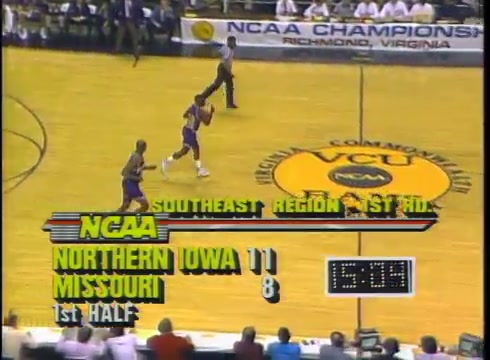 NCAA CHAMPIONS
RICHMOND, VIRGINIA
VIRGINIA COMMONWEALTH
VCU
NCAA
RAMS
SOUTHEAST REGION 1ST RD.
NCAA
NORTHERN IOWA 11
MISSOURI 8
1st HALF
15:04